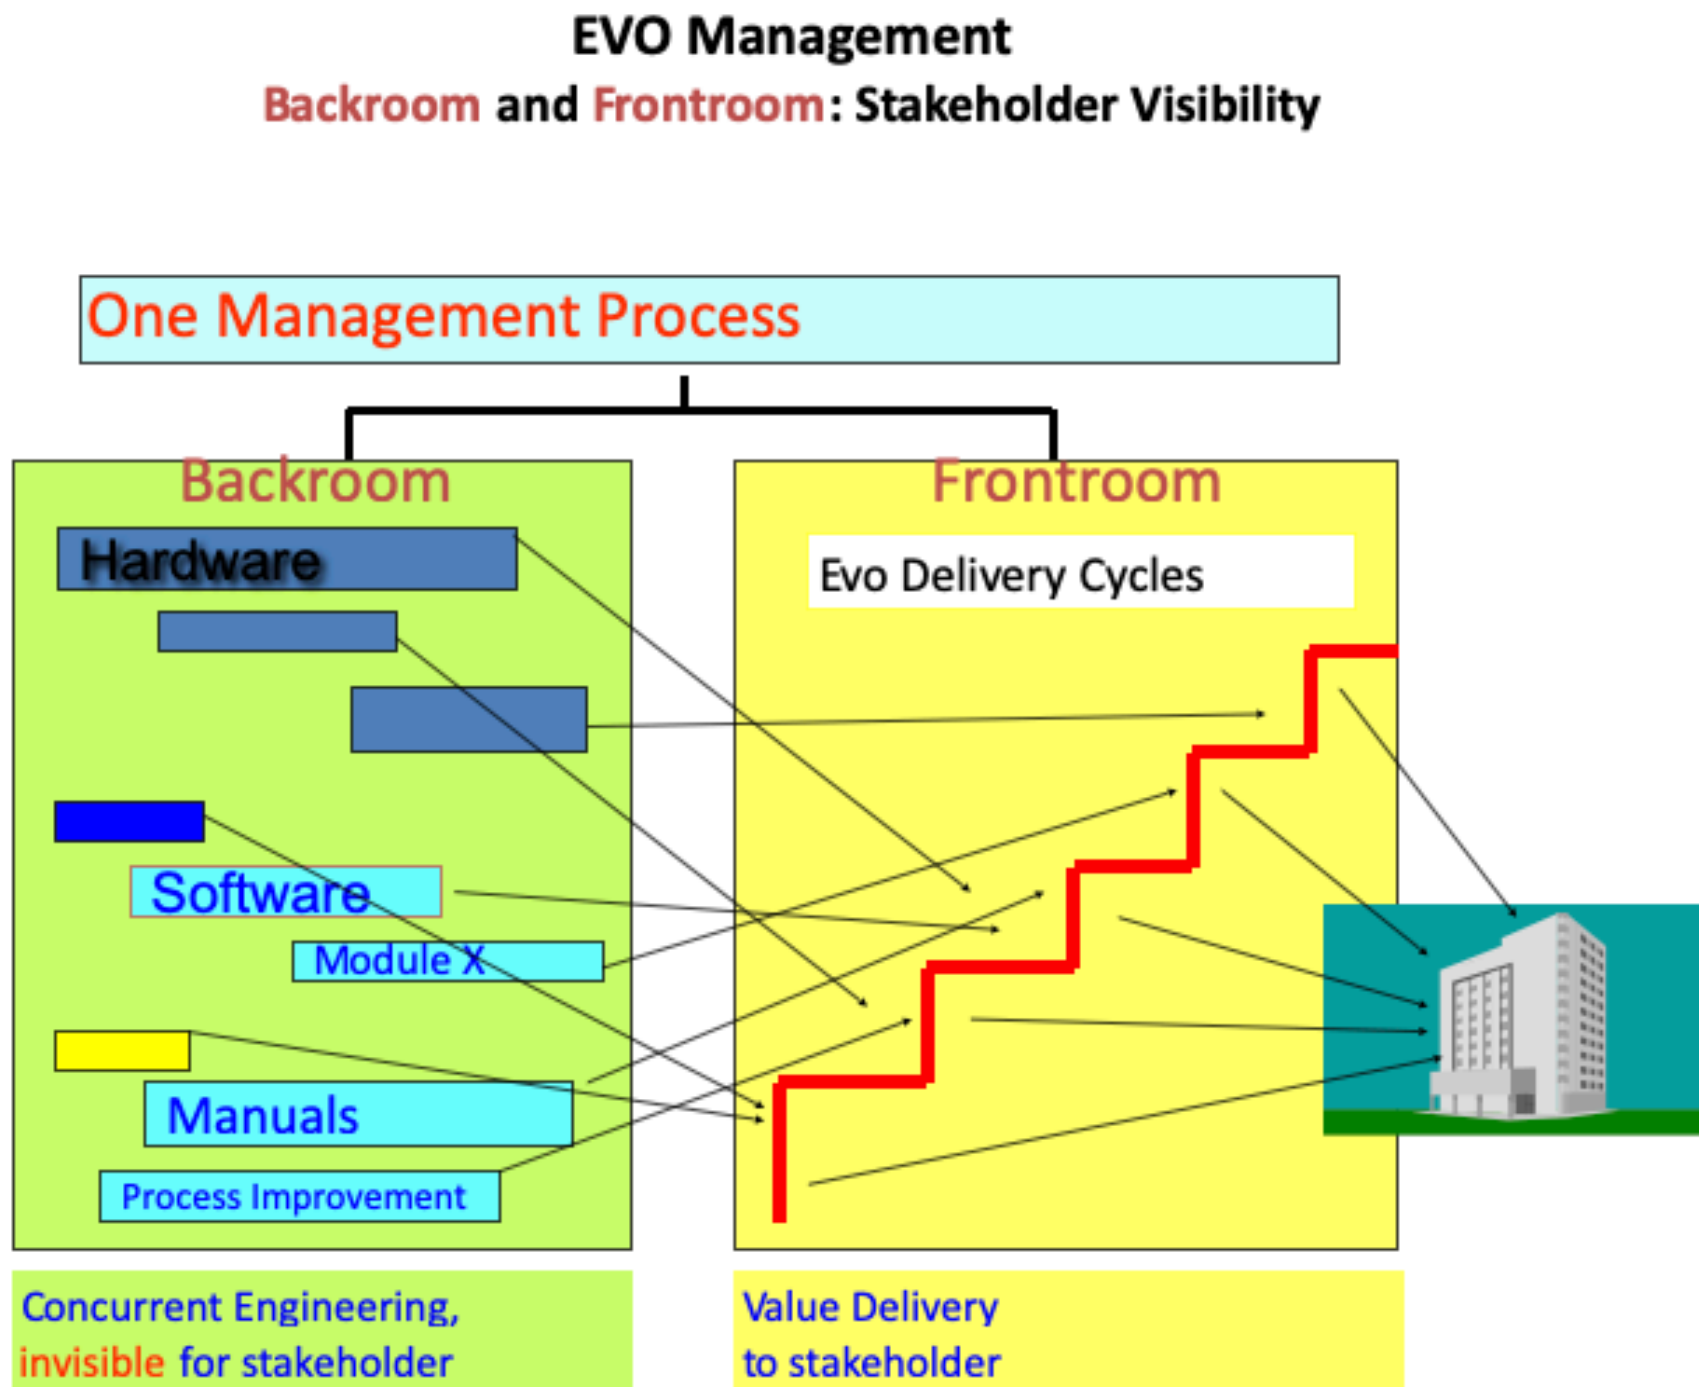 EVO Management
Backroom and Frontroom: Stakeholder Visibility
One Management Process
Backroom
Hardware
Software
Module X
Manuals
Process Improvement
Concurrent Engineering,
invisible for stakeholder
Frontroom
Evo Delivery Cycles
Value Delivery
to stakeholder